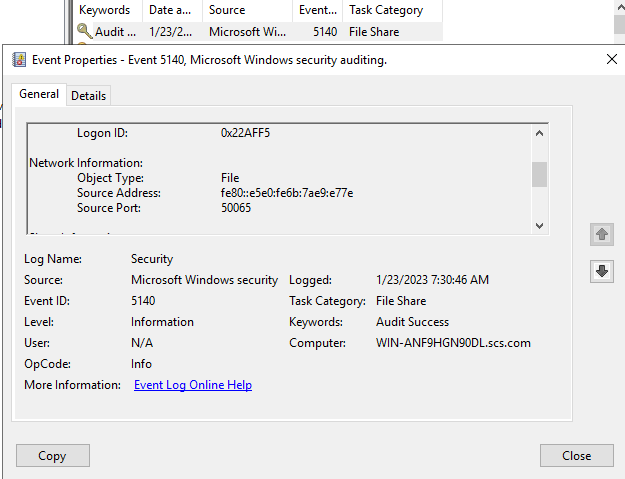 Keywords Date a... Source Event... Task Category
Audit ... 1/23/2... Microsoft Wi... 5140 File Share
Event Properties - Event 5140, Microsoft Windows security auditing.
General Details
Logon ID: 0x22AFF5
Network Information:
Object Type: File
Source Address: fe80::e5e0:fe6b:7ae9:e77e
Source Port: 50065
Log Name: Security
Source: Microsoft Windows security Logged: 1/23/2023 7:30:46 AM
Event ID: 5140 Task Category: File Share
Level: Information Keywords: Audit Success
User: N/A Computer: WIN-ANF9HGN90DL.scs.com
OpCode: Info
More Information: Event Log Online Help
Copy Close